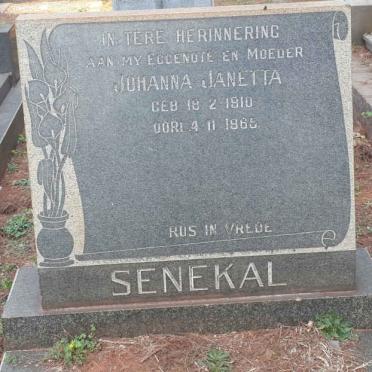 IN TERE HERINNERING
AAN MY EGGENOTE EN MOEDER
JOHANNA JANETTA
GEB 18·2·1910
OORL 4·11·1965
RUS IN VREDE
SENEKAL